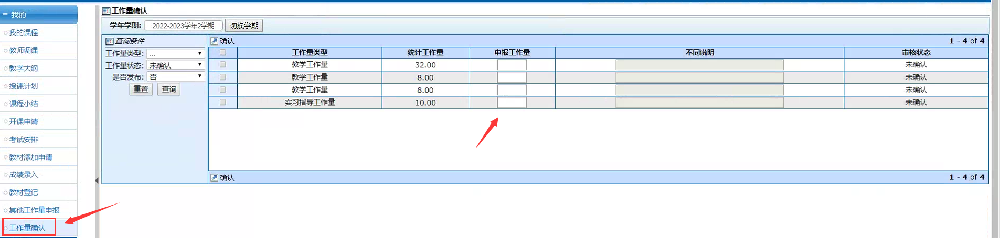 我的
我的课程
教师调课
教学大纲
授课计划
课程小结
开课申请
考试安排
教材添加申请
成绩录入
教材登记
其他工作量申报
工作量确认
工作量确认
学年学期: 2022-2023学年2学期 切换学期
查询条件
工作量类型: ...
工作量状态: 未确认
是否发布: 否
重置 查询
确认 1 - 4 of 4
工作量类型 统计工作量 申报工作量 不同说明 审核状态
教学工作量 32.00 未确认
教学工作量 8.00 未确认
教学工作量 8.00 未确认
实习指导工作量 10.00 未确认
确认 1 - 4 of 4